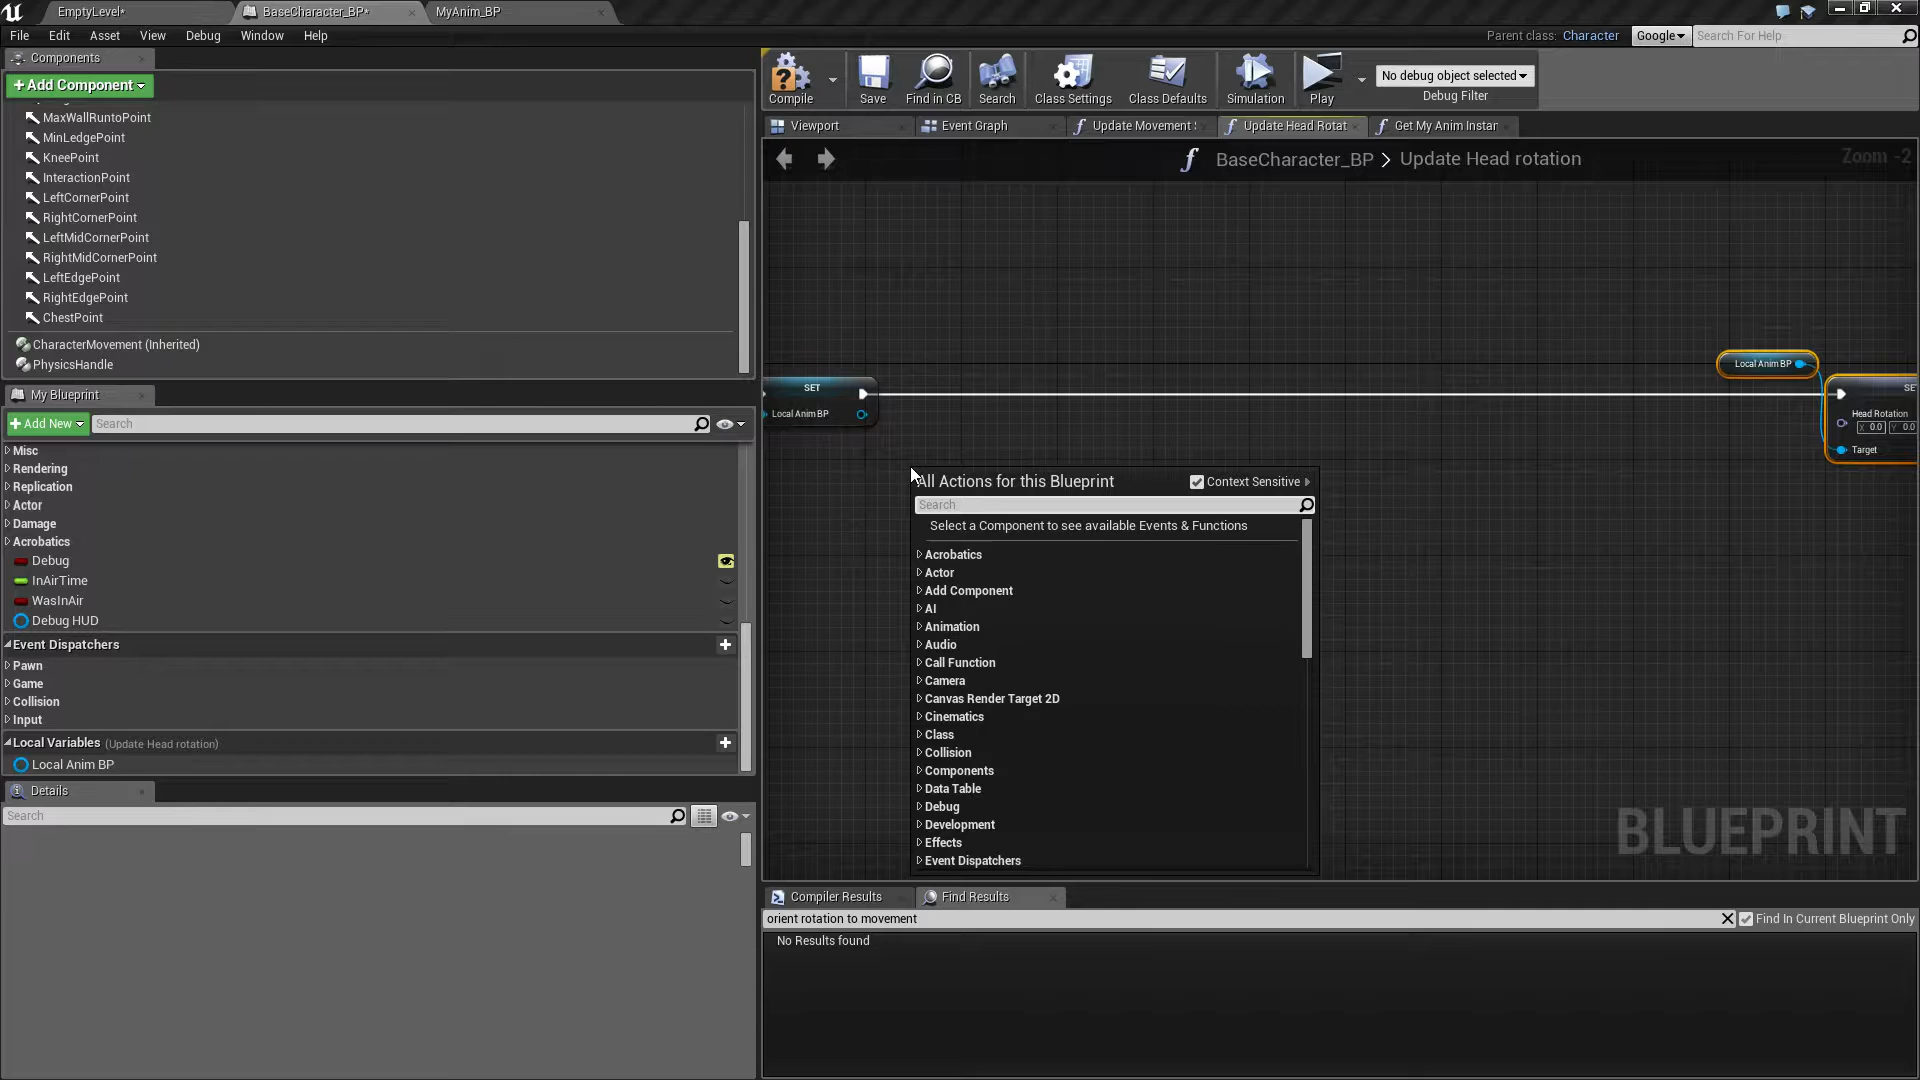 EmptyLevel*
BaseCharacter_BP*
MyAnim_BP
File Edit Asset View Debug Window Help
Parent class: Character
Google
Search For Help
Components
+Add Component
MaxWallRuntoPoint
MinLedgePoint
KneePoint
InteractionPoint
LeftCornerPoint
RightCornerPoint
LeftMidCornerPoint
RightMidCornerPoint
LeftEdgePoint
RightEdgePoint
ChestPoint
CharacterMovement (Inherited)
PhysicsHandle
My Blueprint
+Add New
Search
Misc
Rendering
Replication
Actor
Damage
Acrobatics
Debug
InAirTime
WasInAir
Debug HUD
Event Dispatchers
Pawn
Game
Collision
Input
Local Variables (Update Head rotation)
Local Anim BP
Details
Search
Compile
Save
Find in CB
Search
Class Settings
Class Defaults
Simulation
Play
No debug object selected
Debug Filter
Viewport
Event Graph
Update Movement
Update Head Rotat
Get My Anim Instan
BaseCharacter_BP > Update Head rotation
Zoom -2
SET
Local Anim BP
Local Anim BP
SE
Head Rotation
X 0.0 Y 0.0
Target
All Actions for this Blueprint
Context Sensitive
Search
Select a Component to see available Events & Functions
Acrobatics
Actor
Add Component
AI
Animation
Audio
Call Function
Camera
Canvas Render Target 2D
Cinematics
Class
Collision
Components
Data Table
Debug
Development
Effects
Event Dispatchers
BLUEPRINT
Compiler Results
Find Results
orient rotation to movement
Find In Current Blueprint Only
No Results found